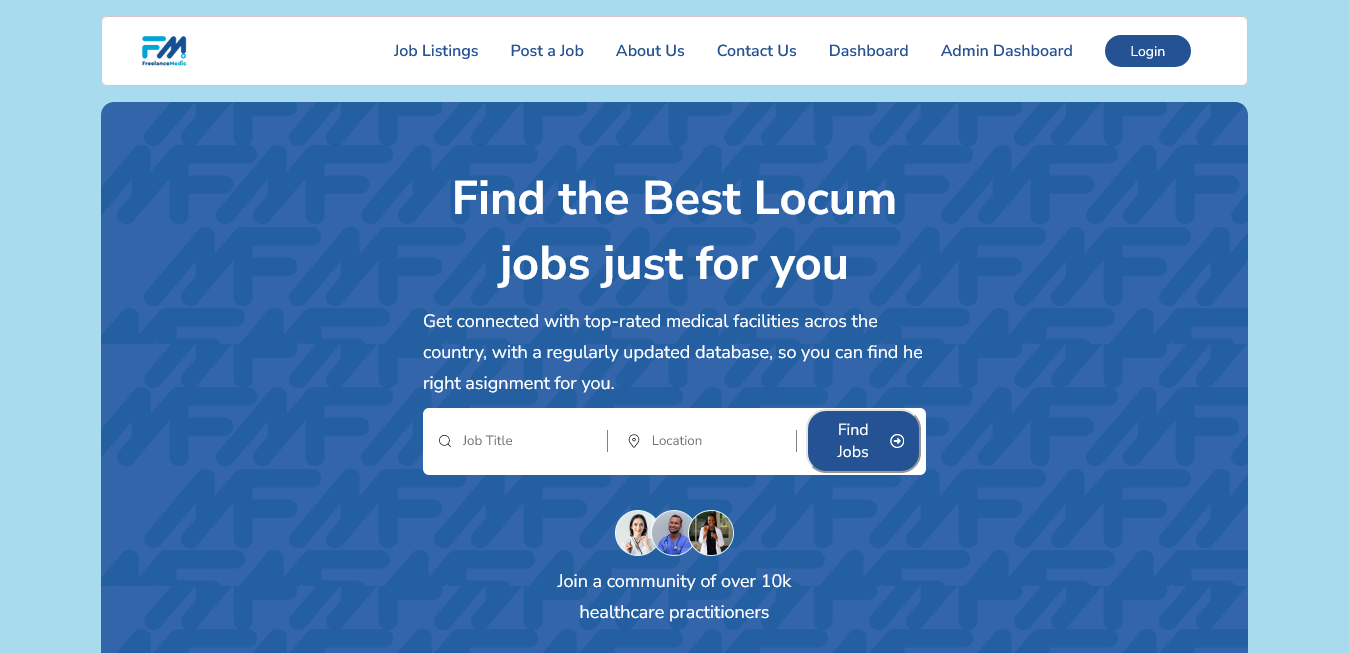 FM
FreelanceMedic
Job Listings Post a Job About Us Contact Us Dashboard Admin Dashboard Login
Find the Best Locum
jobs just for you
Get connected with top-rated medical facilities acros the
country, with a regularly updated database, so you can find he
right asignment for you.
Job Title Location Find
Jobs
Join a community of over 10k
healthcare practitioners